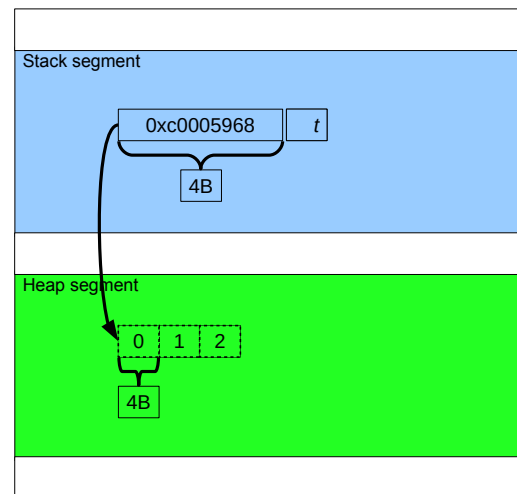 Stack segment
0xc0005968 t
4B
Heap segment
0 1 2
4B